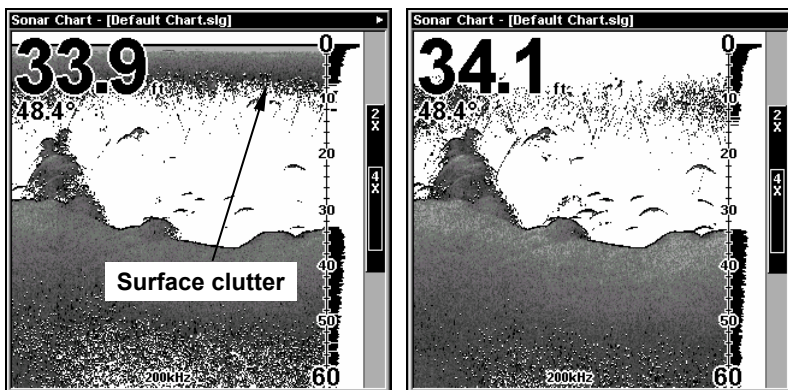 Sonar Chart - [Default Chart.slg]
33.9 ft
48.4°
0
10
20
30
40
50
60
2X
4X
Surface clutter
200kHz
Sonar Chart - [Default Chart.slg]
34.1 ft
48.4°
0
10
20
30
40
50
60
2X
4X
200kHz